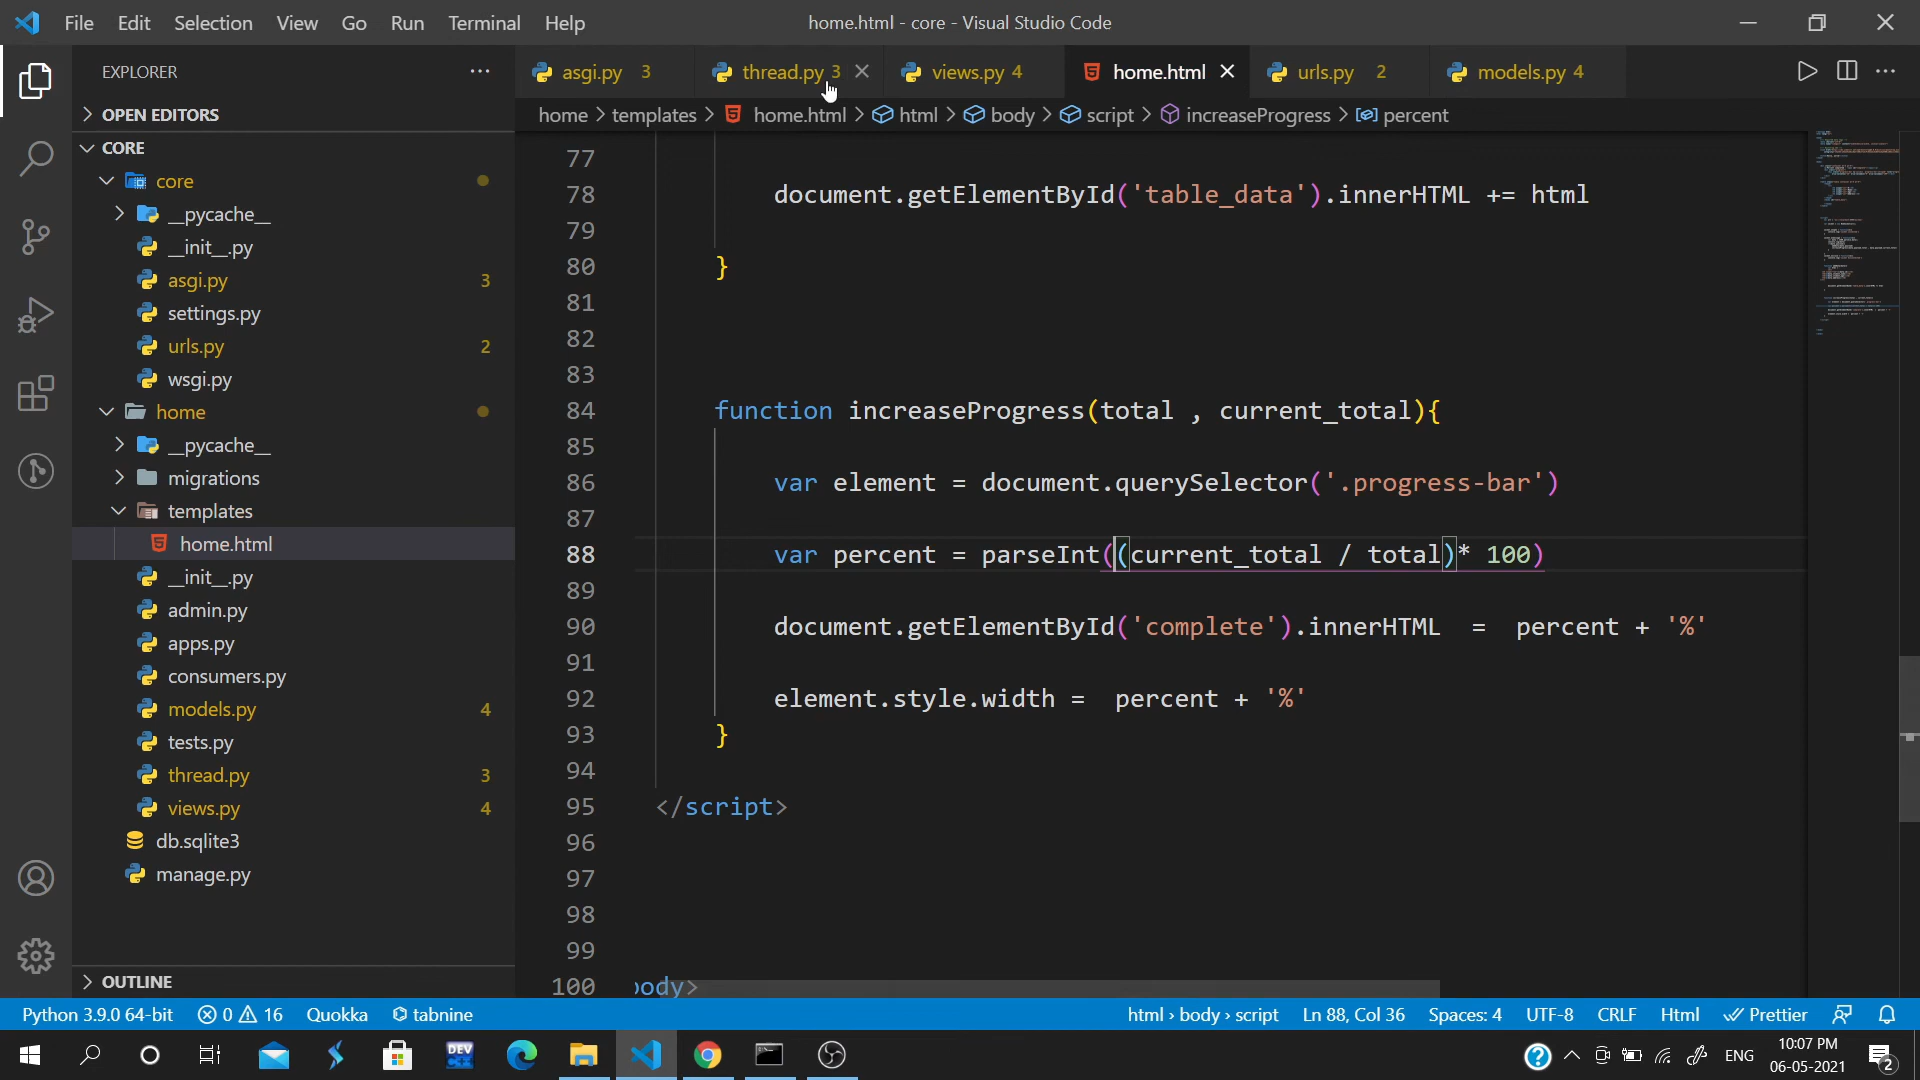 File Edit Selection View Go Run Terminal Help home.html - core - Visual Studio Code
EXPLORER
asgi.py 3 thread.py 3 views.py 4 home.html urls.py 2 models.py 4
home > templates > home.html > html > body > script > increaseProgress > percent
OPEN EDITORS
CORE
core
__pycache__
__init__.py
asgi.py 3
settings.py
urls.py 2
wsgi.py
home
__pycache__
migrations
templates
home.html
__init__.py
admin.py
apps.py
consumers.py
models.py 4
tests.py
thread.py 3
views.py 4
db.sqlite3
manage.py
OUTLINE
77
78 document.getElementById('table_data').innerHTML += html
79
80 }
81
82
83
84 function increaseProgress(total , current_total){
85
86 var element = document.querySelector('.progress-bar')
87
88 var percent = parseInt((current_total / total)* 100)
89
90 document.getElementById('complete').innerHTML = percent + '%'
91
92 element.style.width = percent + '%'
93 }
94
95 </script>
96
97
98
99
100 body>
Python 3.9.0 64-bit 0 16 Quokka tabnine html › body › script Ln 88, Col 36 Spaces: 4 UTF-8 CRLF Html Prettier
DEV C++ ENG 10:07 PM
06-05-2021 2